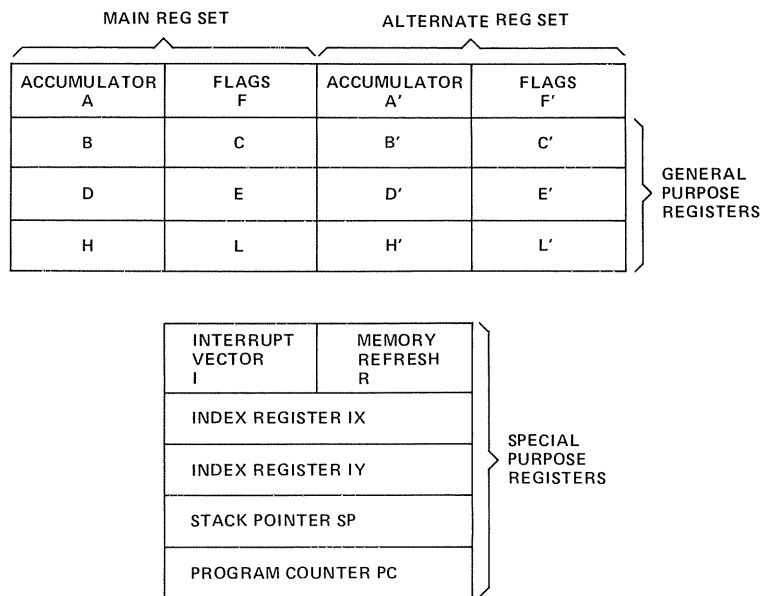 MAIN REG SET
ALTERNATE REG SET
ACCUMULATOR
A
FLAGS
F
ACCUMULATOR
A′
FLAGS
F′
B
C
B′
C′
D
E
D′
E′
H
L
H′
L′
GENERAL
PURPOSE
REGISTERS
INTERRUPT
VECTOR
I
MEMORY
REFRESH
R
INDEX REGISTER IX
INDEX REGISTER IY
STACK POINTER SP
PROGRAM COUNTER PC
SPECIAL
PURPOSE
REGISTERS